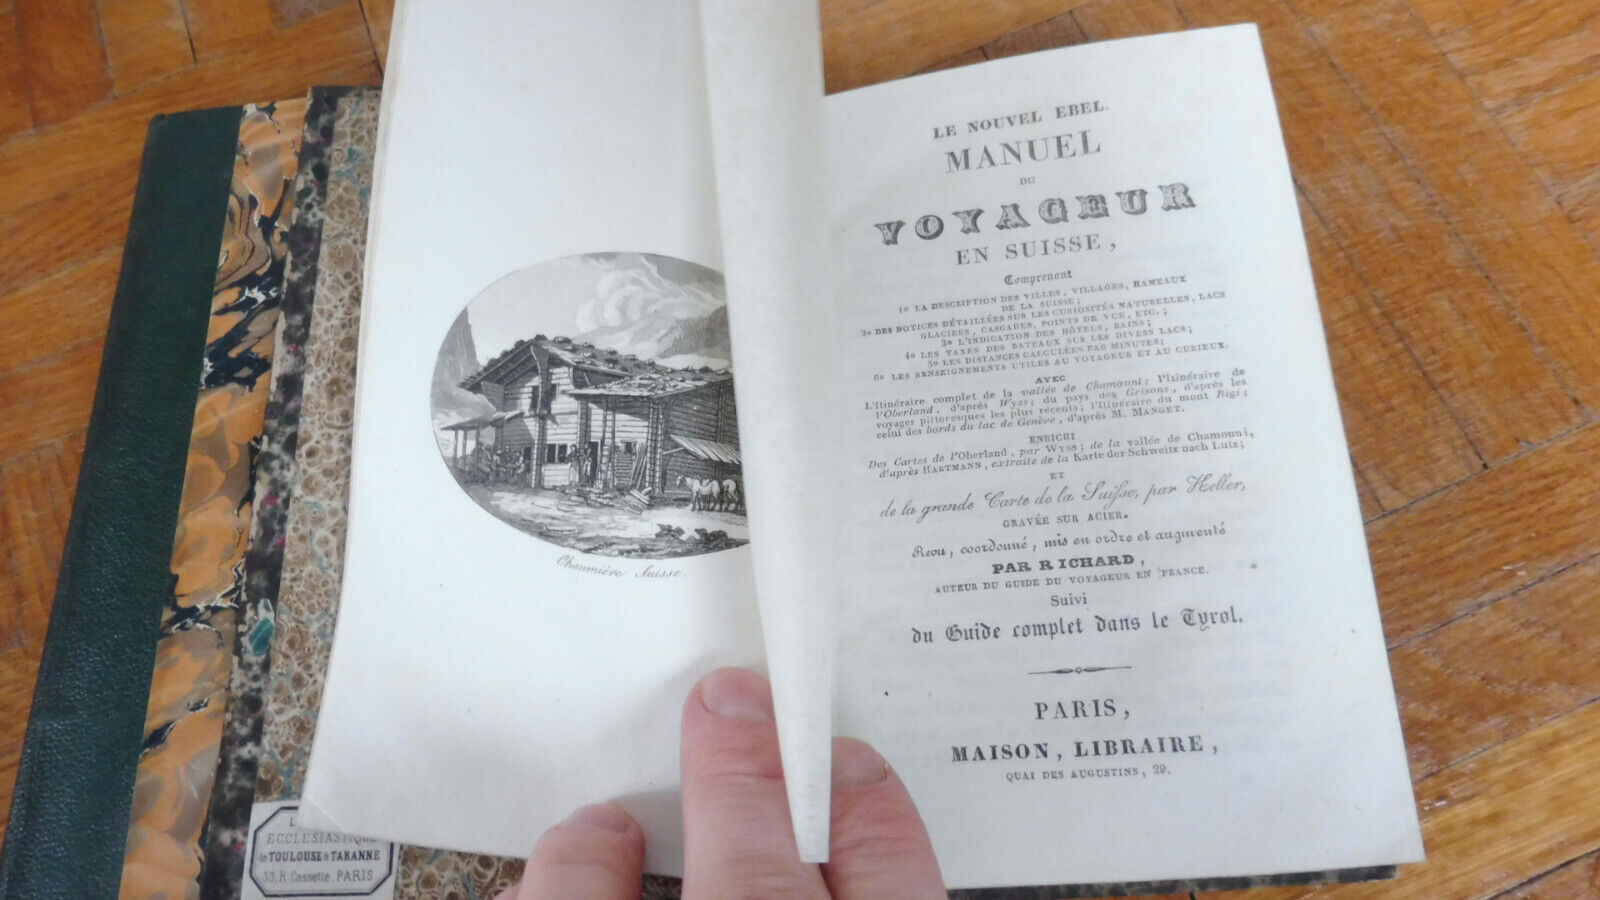 Chaumière Suisse.
LE NOUVEL EBEL.
MANUEL
DU
VOYAGEUR
EN SUISSE,
Comprenant
1o LA DESCRIPTION DES VILLES, VILLAGES, HAMEAUX
DE LA SUISSE;
2o DES NOTICES DÉTAILLÉES SUR LES CURIOSITÉS NATURELLES, LACS
GLACIERS, CASCADES, POINTS DE VUE, ETC.;
3o L'INDICATION DES HÔTELS, BAINS;
4o LES TAXES DES BATEAUX SUR LES DIVERS LACS;
5o LES DISTANCES CALCULÉES PAR MINUTES;
6o LES RENSEIGNEMENTS UTILES AU VOYAGEUR ET AU CURIEUX.
AVEC
L'Itinéraire complet de la vallée de Chamouni; l'Itinéraire de
l'Oberland, d'après Wyss; du pays des Grisons, d'après les
voyages pittoresques les plus récents; l'Itinéraire du mont Rigi;
celui des bords du lac de Genève, d'après M. MANGET.
ENRICHI
Des Cartes de l'Oberland, par WYSS; de la vallée de Chamouni,
d'après HARTMANN, extraite de la Karte der Schweitz nach Lutz;
ET
de la grande Carte de la Suisse, par Keller,
GRAVÉE SUR ACIER.
Revu, coordonné, mis en ordre et augmenté
PAR RICHARD,
AUTEUR DU GUIDE DU VOYAGEUR EN FRANCE.
Suivi
du Guide complet dans le Tyrol.
PARIS,
MAISON, LIBRAIRE,
QUAI DES AUGUSTINS, 29.
ECCLESIASTIQUE
de TOULOUSE & TARANNE
33, R. Cassette. PARIS